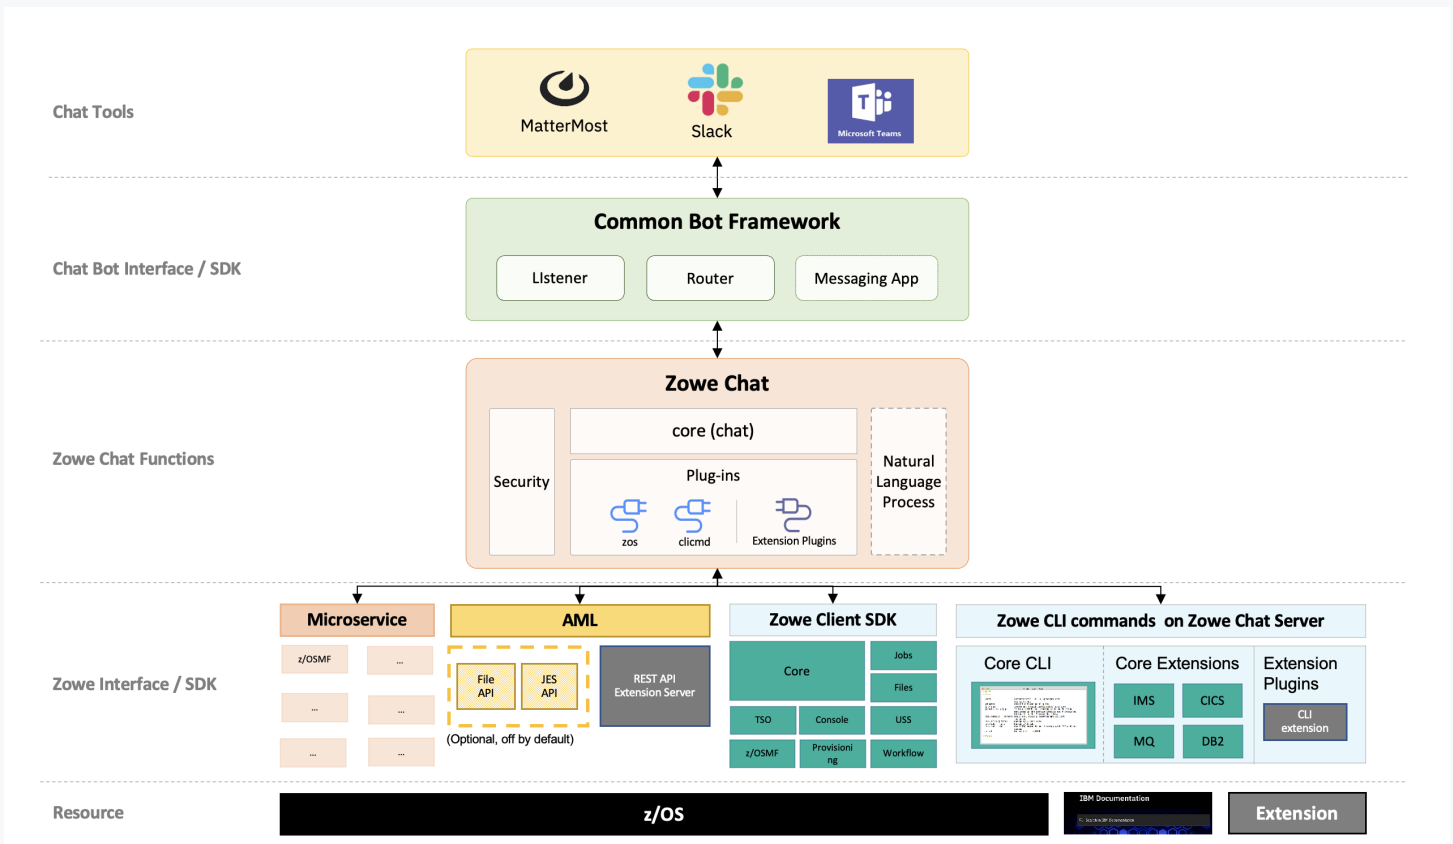 Chat Tools
MatterMost
Slack
Microsoft Teams
Chat Bot Interface / SDK
Common Bot Framework
LIstener
Router
Messaging App
Zowe Chat Functions
Zowe Chat
Security
core (chat)
Plug-ins
zos
clicmd
Extension Plugins
Natural
Language
Process
Zowe Interface / SDK
Microservice
z/OSMF
...
...
...
...
...
AML
File
API
JES
API
(Optional, off by default)
REST API
Extension Server
Zowe Client SDK
Core
Jobs
Files
TSO
Console
USS
z/OSMF
Provisioni
ng
Workflow
Zowe CLI commands on Zowe Chat Server
Core CLI
Core Extensions
IMS
CICS
MQ
DB2
Extension
Plugins
CLI
extension
Resource
z/OS
IBM Documentation
Extension